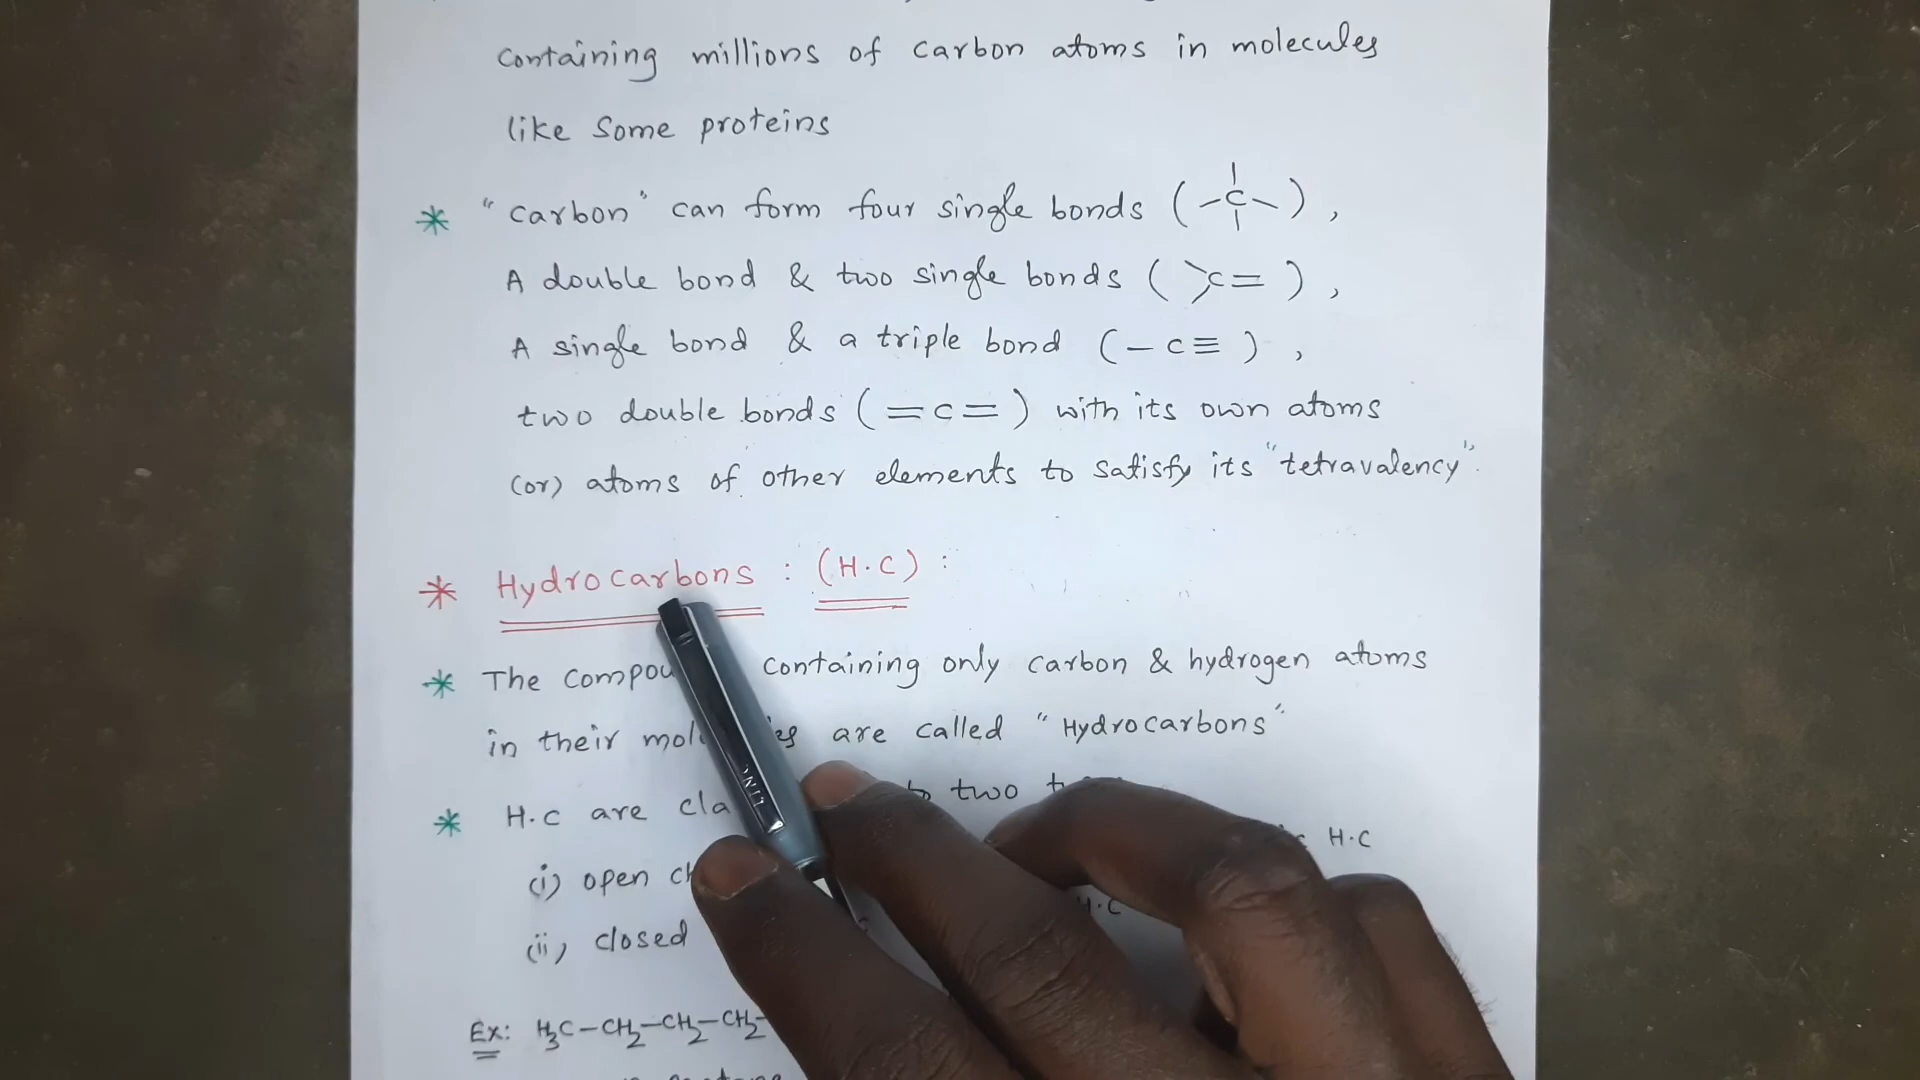 containing millions of carbon atoms in molecules
like some proteins
* "carbon" can form four single bonds (-C-),
A double bond & two single bonds ( >C= ),
A single bond & a triple bond (-C≡ ),
two double bonds (=C=) with its own atoms
(or) atoms of other elements to satisfy its "tetravalency".
* Hydrocarbons : (H.C) :
* The containing only carbon & hydrogen atoms
in their are called "Hydrocarbons"
* H.C are two
H.C
(i) open
H.C
(ii) closed
Ex: H3C-CH2-CH2-CH2-
LINC